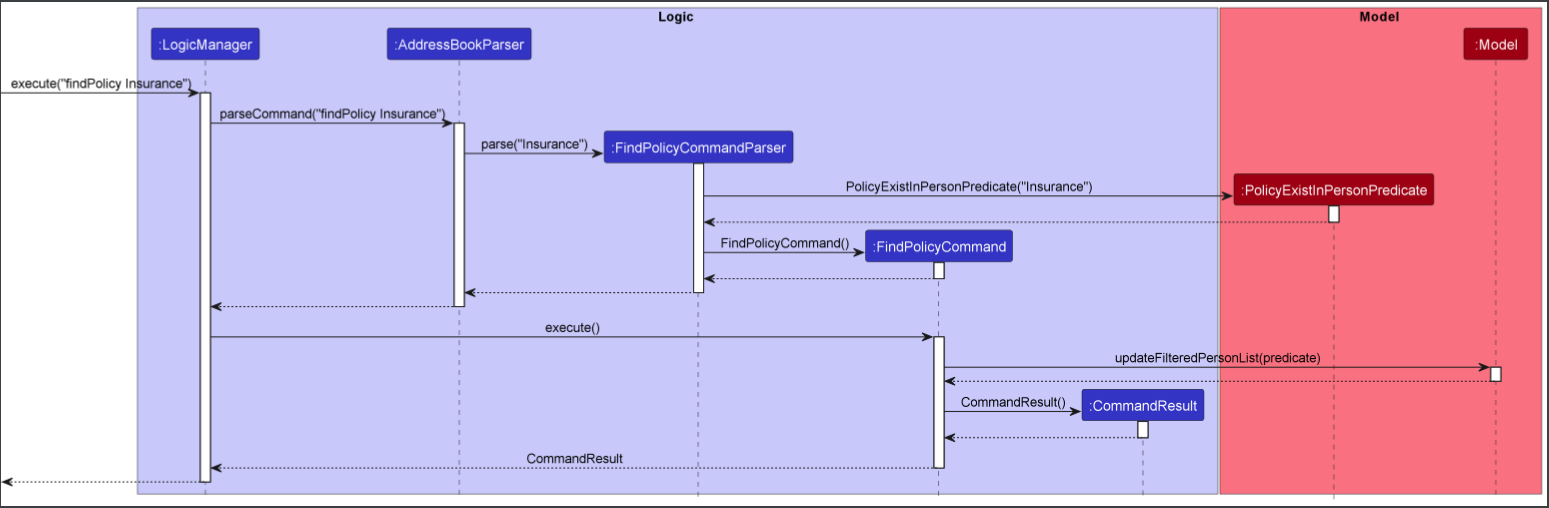 Logic
Model
:LogicManager
:AddressBookParser
:Model
execute("findPolicy Insurance")
parseCommand("findPolicy Insurance")
parse("Insurance")
:FindPolicyCommandParser
PolicyExistInPersonPredicate("Insurance")
:PolicyExistInPersonPredicate
FindPolicyCommand()
:FindPolicyCommand
execute()
updateFilteredPersonList(predicate)
CommandResult()
:CommandResult
CommandResult